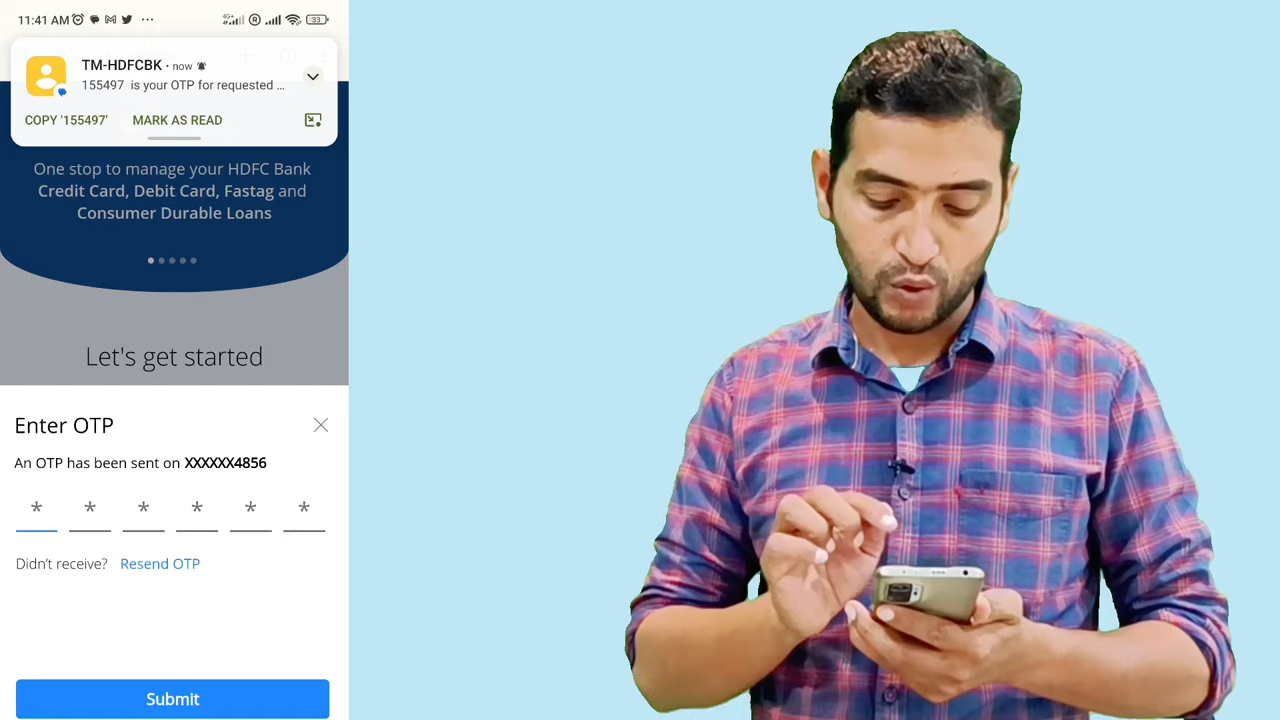 11:41 AM
4G+
R
33
TM-HDFCBK • now
155497 is your OTP for requested ...
COPY '155497' MARK AS READ
One stop to manage your HDFC Bank
Credit Card, Debit Card, Fastag and
Consumer Durable Loans
Let's get started
Enter OTP
An OTP has been sent on XXXXXX4856
* * * * * *
Didn't receive? Resend OTP
Submit